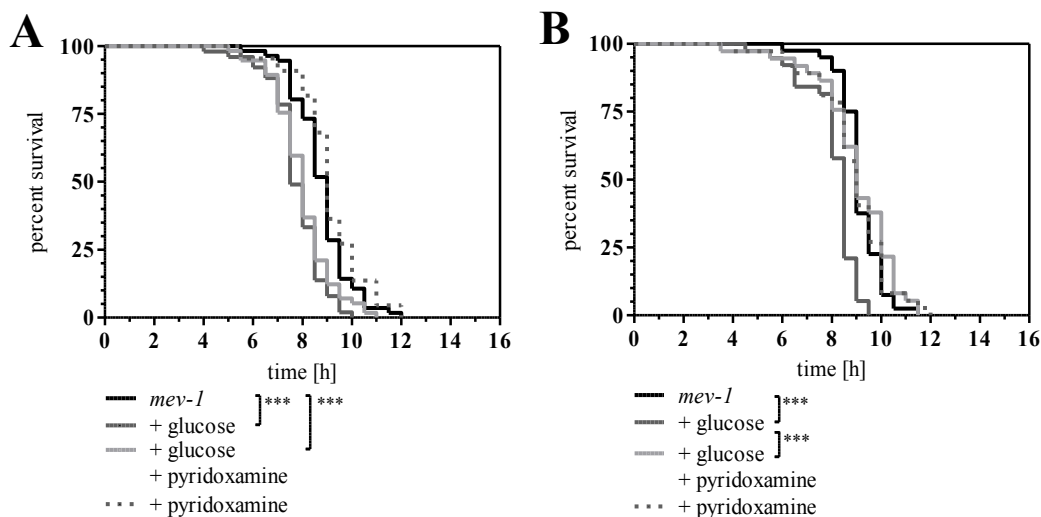 A
100
75
50
25
0
percent survival
0 2 4 6 8 10 12 14 16
time [h]
mev-1
+ glucose
+ glucose
+ pyridoxamine
+ pyridoxamine
*** ***
B
100
75
50
25
0
percent survival
0 2 4 6 8 10 12 14 16
time [h]
mev-1
+ glucose
+ glucose
+ pyridoxamine
+ pyridoxamine
***
***